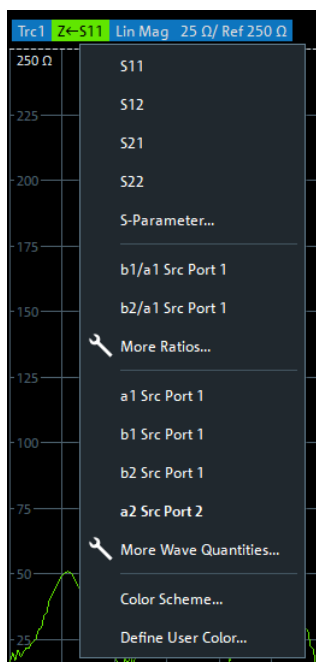 Trc1 Z←S11 Lin Mag 25 Ω/ Ref 250 Ω
250 Ω
S11
S12
225
S21
200
S22
S-Parameter...
175
b1/a1 Src Port 1
150
b2/a1 Src Port 1
More Ratios...
125
a1 Src Port 1
100
b1 Src Port 1
b2 Src Port 1
75
a2 Src Port 2
More Wave Quantities...
50
Color Scheme...
25
Define User Color...